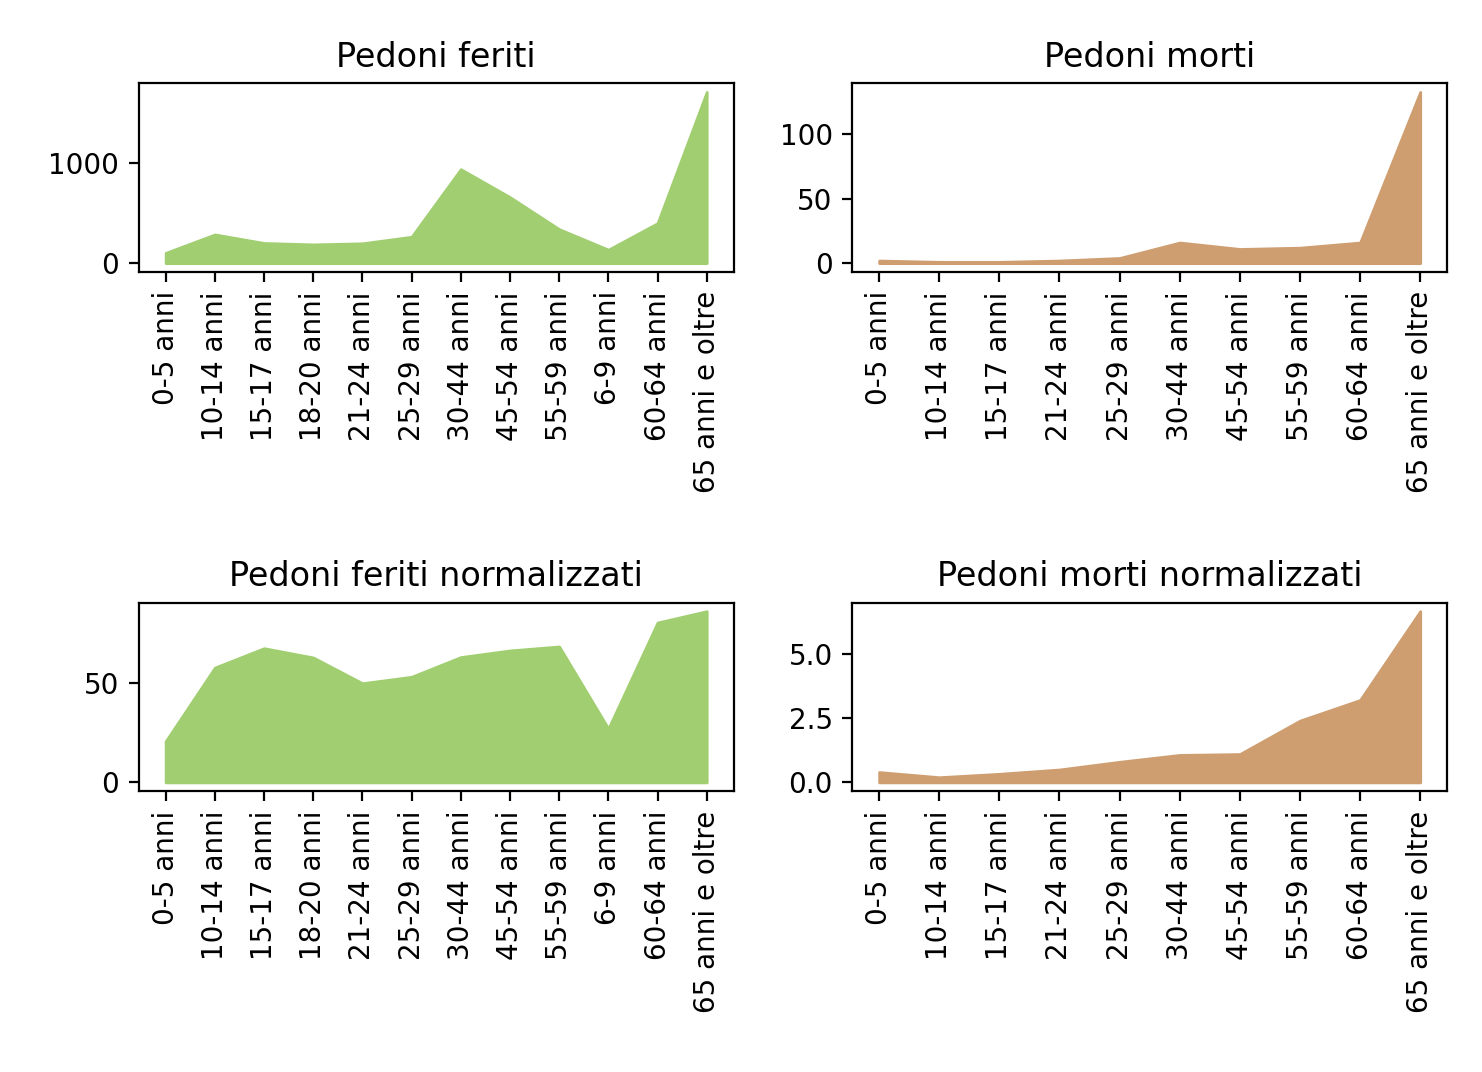 Pedoni feriti
1000
0
0-5 anni
10-14 anni
15-17 anni
18-20 anni
21-24 anni
25-29 anni
30-44 anni
45-54 anni
55-59 anni
6-9 anni
60-64 anni
65 anni e oltre
Pedoni morti
100
50
0
0-5 anni
10-14 anni
15-17 anni
21-24 anni
25-29 anni
30-44 anni
45-54 anni
55-59 anni
60-64 anni
65 anni e oltre
Pedoni feriti normalizzati
50
0
0-5 anni
10-14 anni
15-17 anni
18-20 anni
21-24 anni
25-29 anni
30-44 anni
45-54 anni
55-59 anni
6-9 anni
60-64 anni
65 anni e oltre
Pedoni morti normalizzati
5.0
2.5
0.0
0-5 anni
10-14 anni
15-17 anni
21-24 anni
25-29 anni
30-44 anni
45-54 anni
55-59 anni
60-64 anni
65 anni e oltre